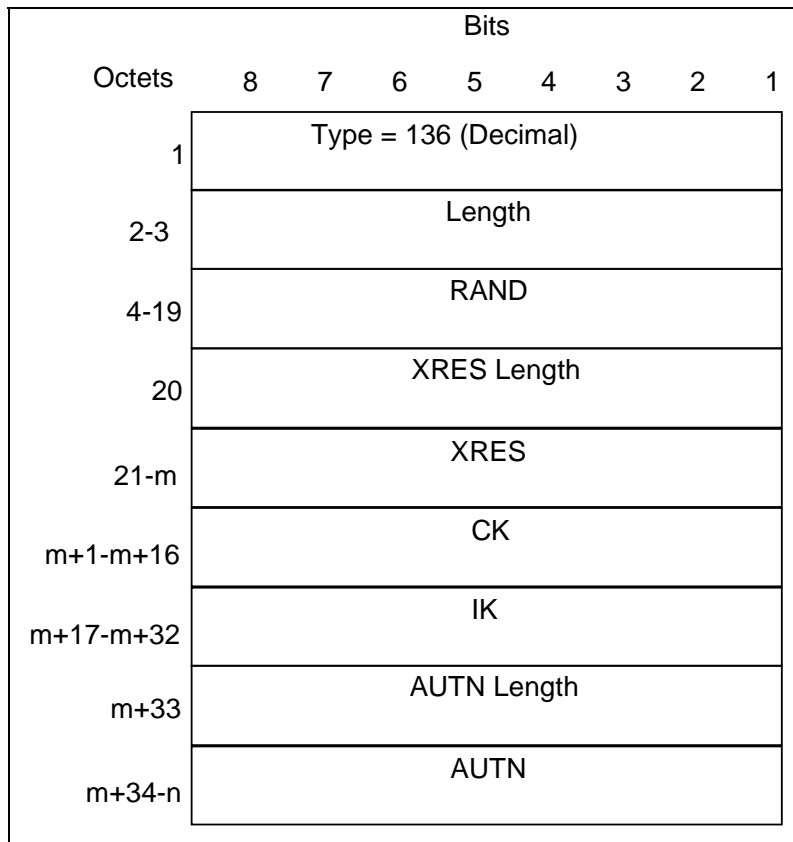 Bits
Octets 8 7 6 5 4 3 2 1
1 Type = 136 (Decimal)
2-3 Length
4-19 RAND
20 XRES Length
21-m XRES
m+1-m+16 CK
m+17-m+32 IK
m+33 AUTN Length
m+34-n AUTN